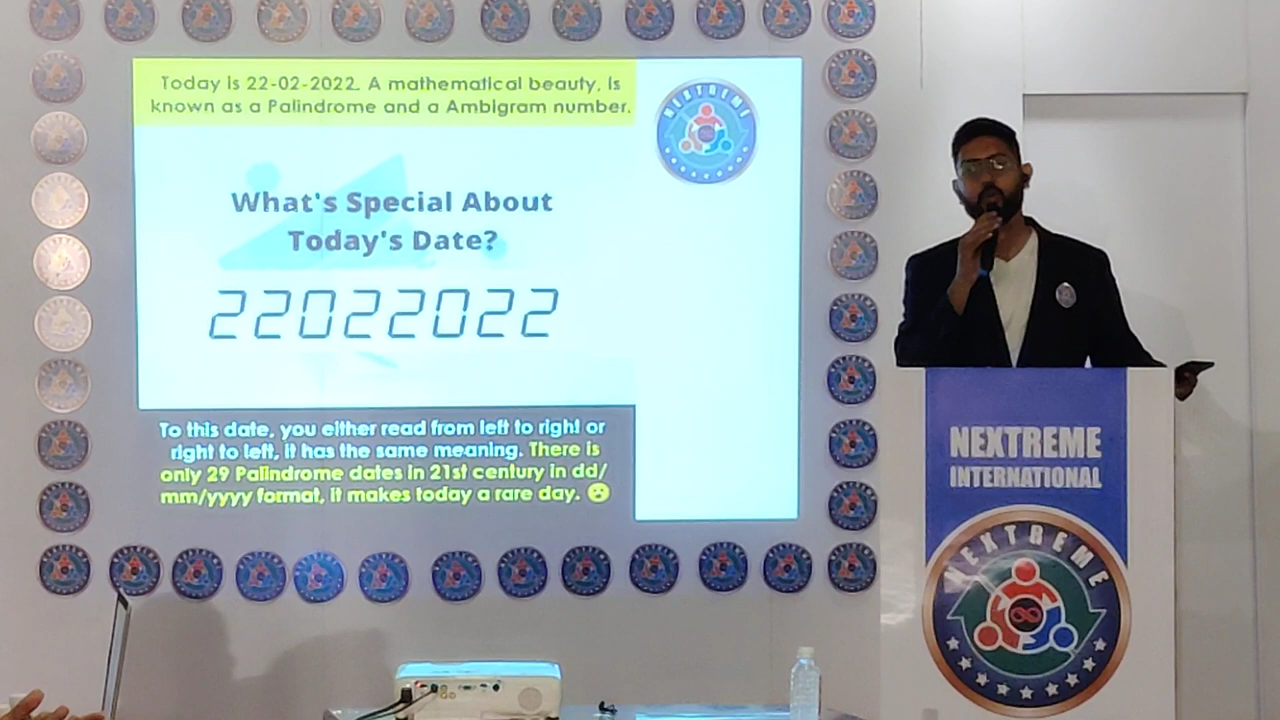 Today is 22-02-2022. A mathematical beauty, is
known as a Palindrome and a Ambigram number.
NEXTREME
What's Special About
Today's Date?
22022022
To this date, you either read from left to right or
right to left, it has the same meaning. There is
only 29 Palindrome dates in 21st century in dd/
mm/yyyy format, it makes today a rare day. 😮
NEXTREME
INTERNATIONAL
NEXTREME